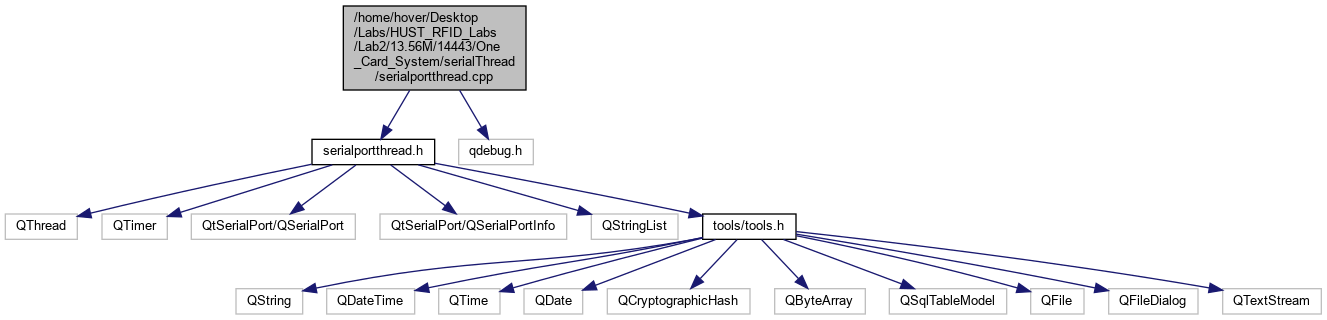 /home/hover/Desktop
/Labs/HUST_RFID_Labs
/Lab2/13.56M/14443/One
_Card_System/serialThread
/serialportthread.cpp
serialportthread.h
qdebug.h
QThread
QTimer
QtSerialPort/QSerialPort
QtSerialPort/QSerialPortInfo
QStringList
tools/tools.h
QString
QDateTime
QTime
QDate
QCryptographicHash
QByteArray
QSqlTableModel
QFile
QFileDialog
QTextStream